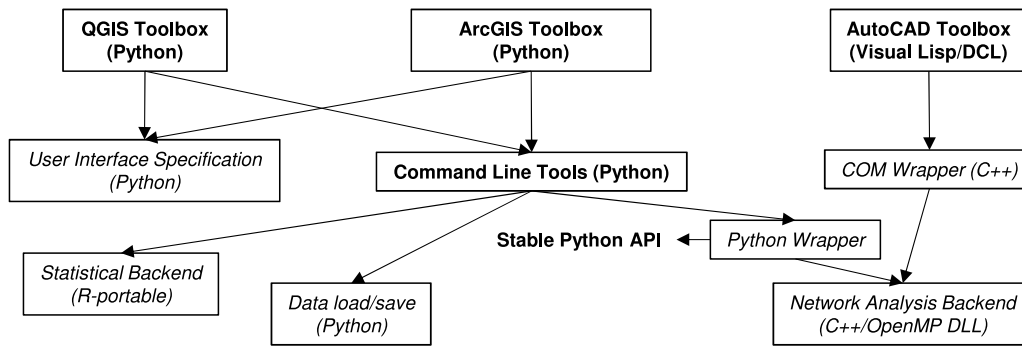 QGIS Toolbox
(Python)
ArcGIS Toolbox
(Python)
AutoCAD Toolbox
(Visual Lisp/DCL)
User Interface Specification
(Python)
Command Line Tools (Python)
COM Wrapper (C++)
Stable Python API
Python Wrapper
Statistical Backend
(R-portable)
Data load/save
(Python)
Network Analysis Backend
(C++/OpenMP DLL)